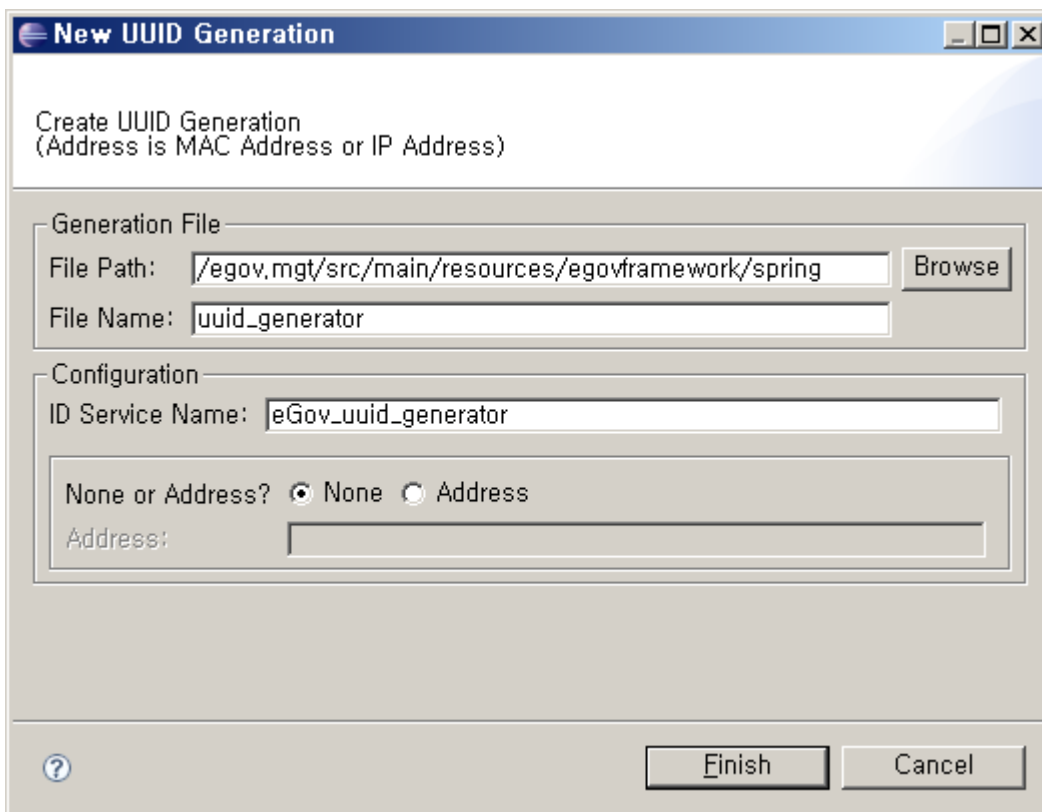 New UUID Generation
Create UUID Generation
(Address is MAC Address or IP Address)
Generation File
File Path: /egov.mgt/src/main/resources/egovframework/spring Browse
File Name: uuid_generator
Configuration
ID Service Name: eGov_uuid_generator
None or Address? None Address
Address:
? Finish Cancel